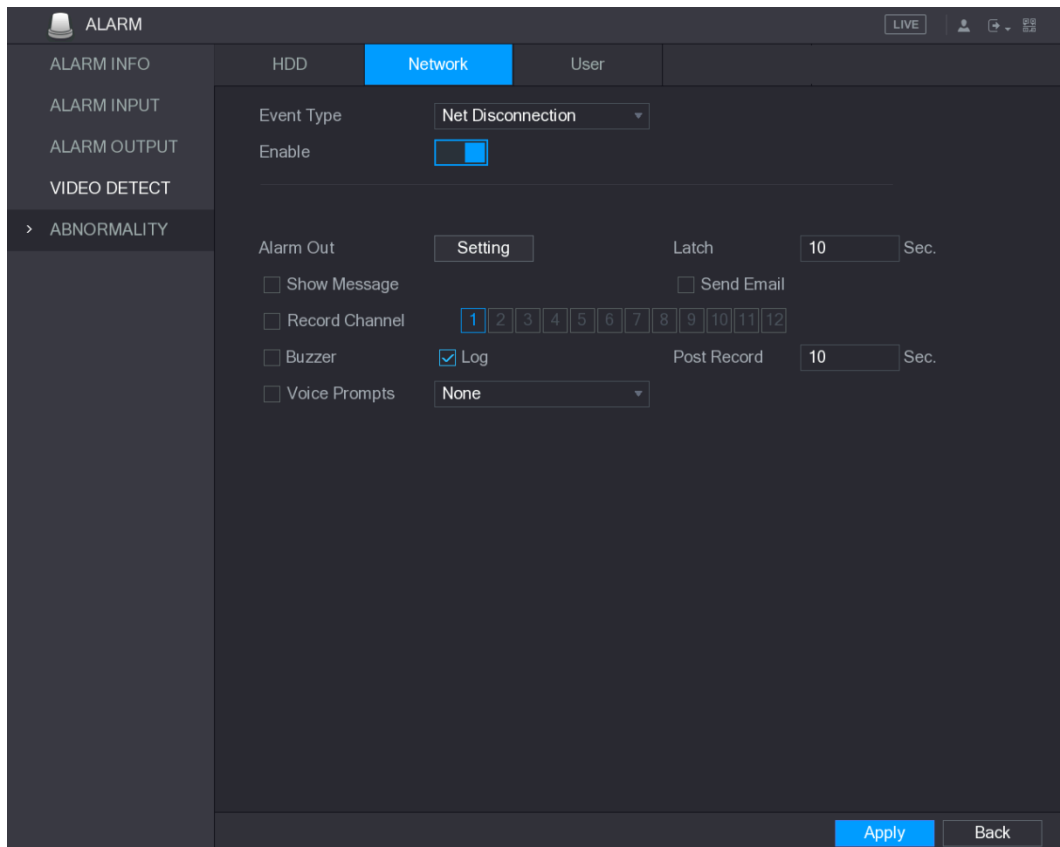 ALARM LIVE
ALARM INFO
ALARM INPUT
ALARM OUTPUT
VIDEO DETECT
> ABNORMALITY
HDD Network User
Event Type Net Disconnection
Enable
Alarm Out Setting Latch 10 Sec.
Show Message Send Email
Record Channel 1 2 3 4 5 6 7 8 9 10 11 12
Buzzer Log Post Record 10 Sec.
Voice Prompts None
Apply Back